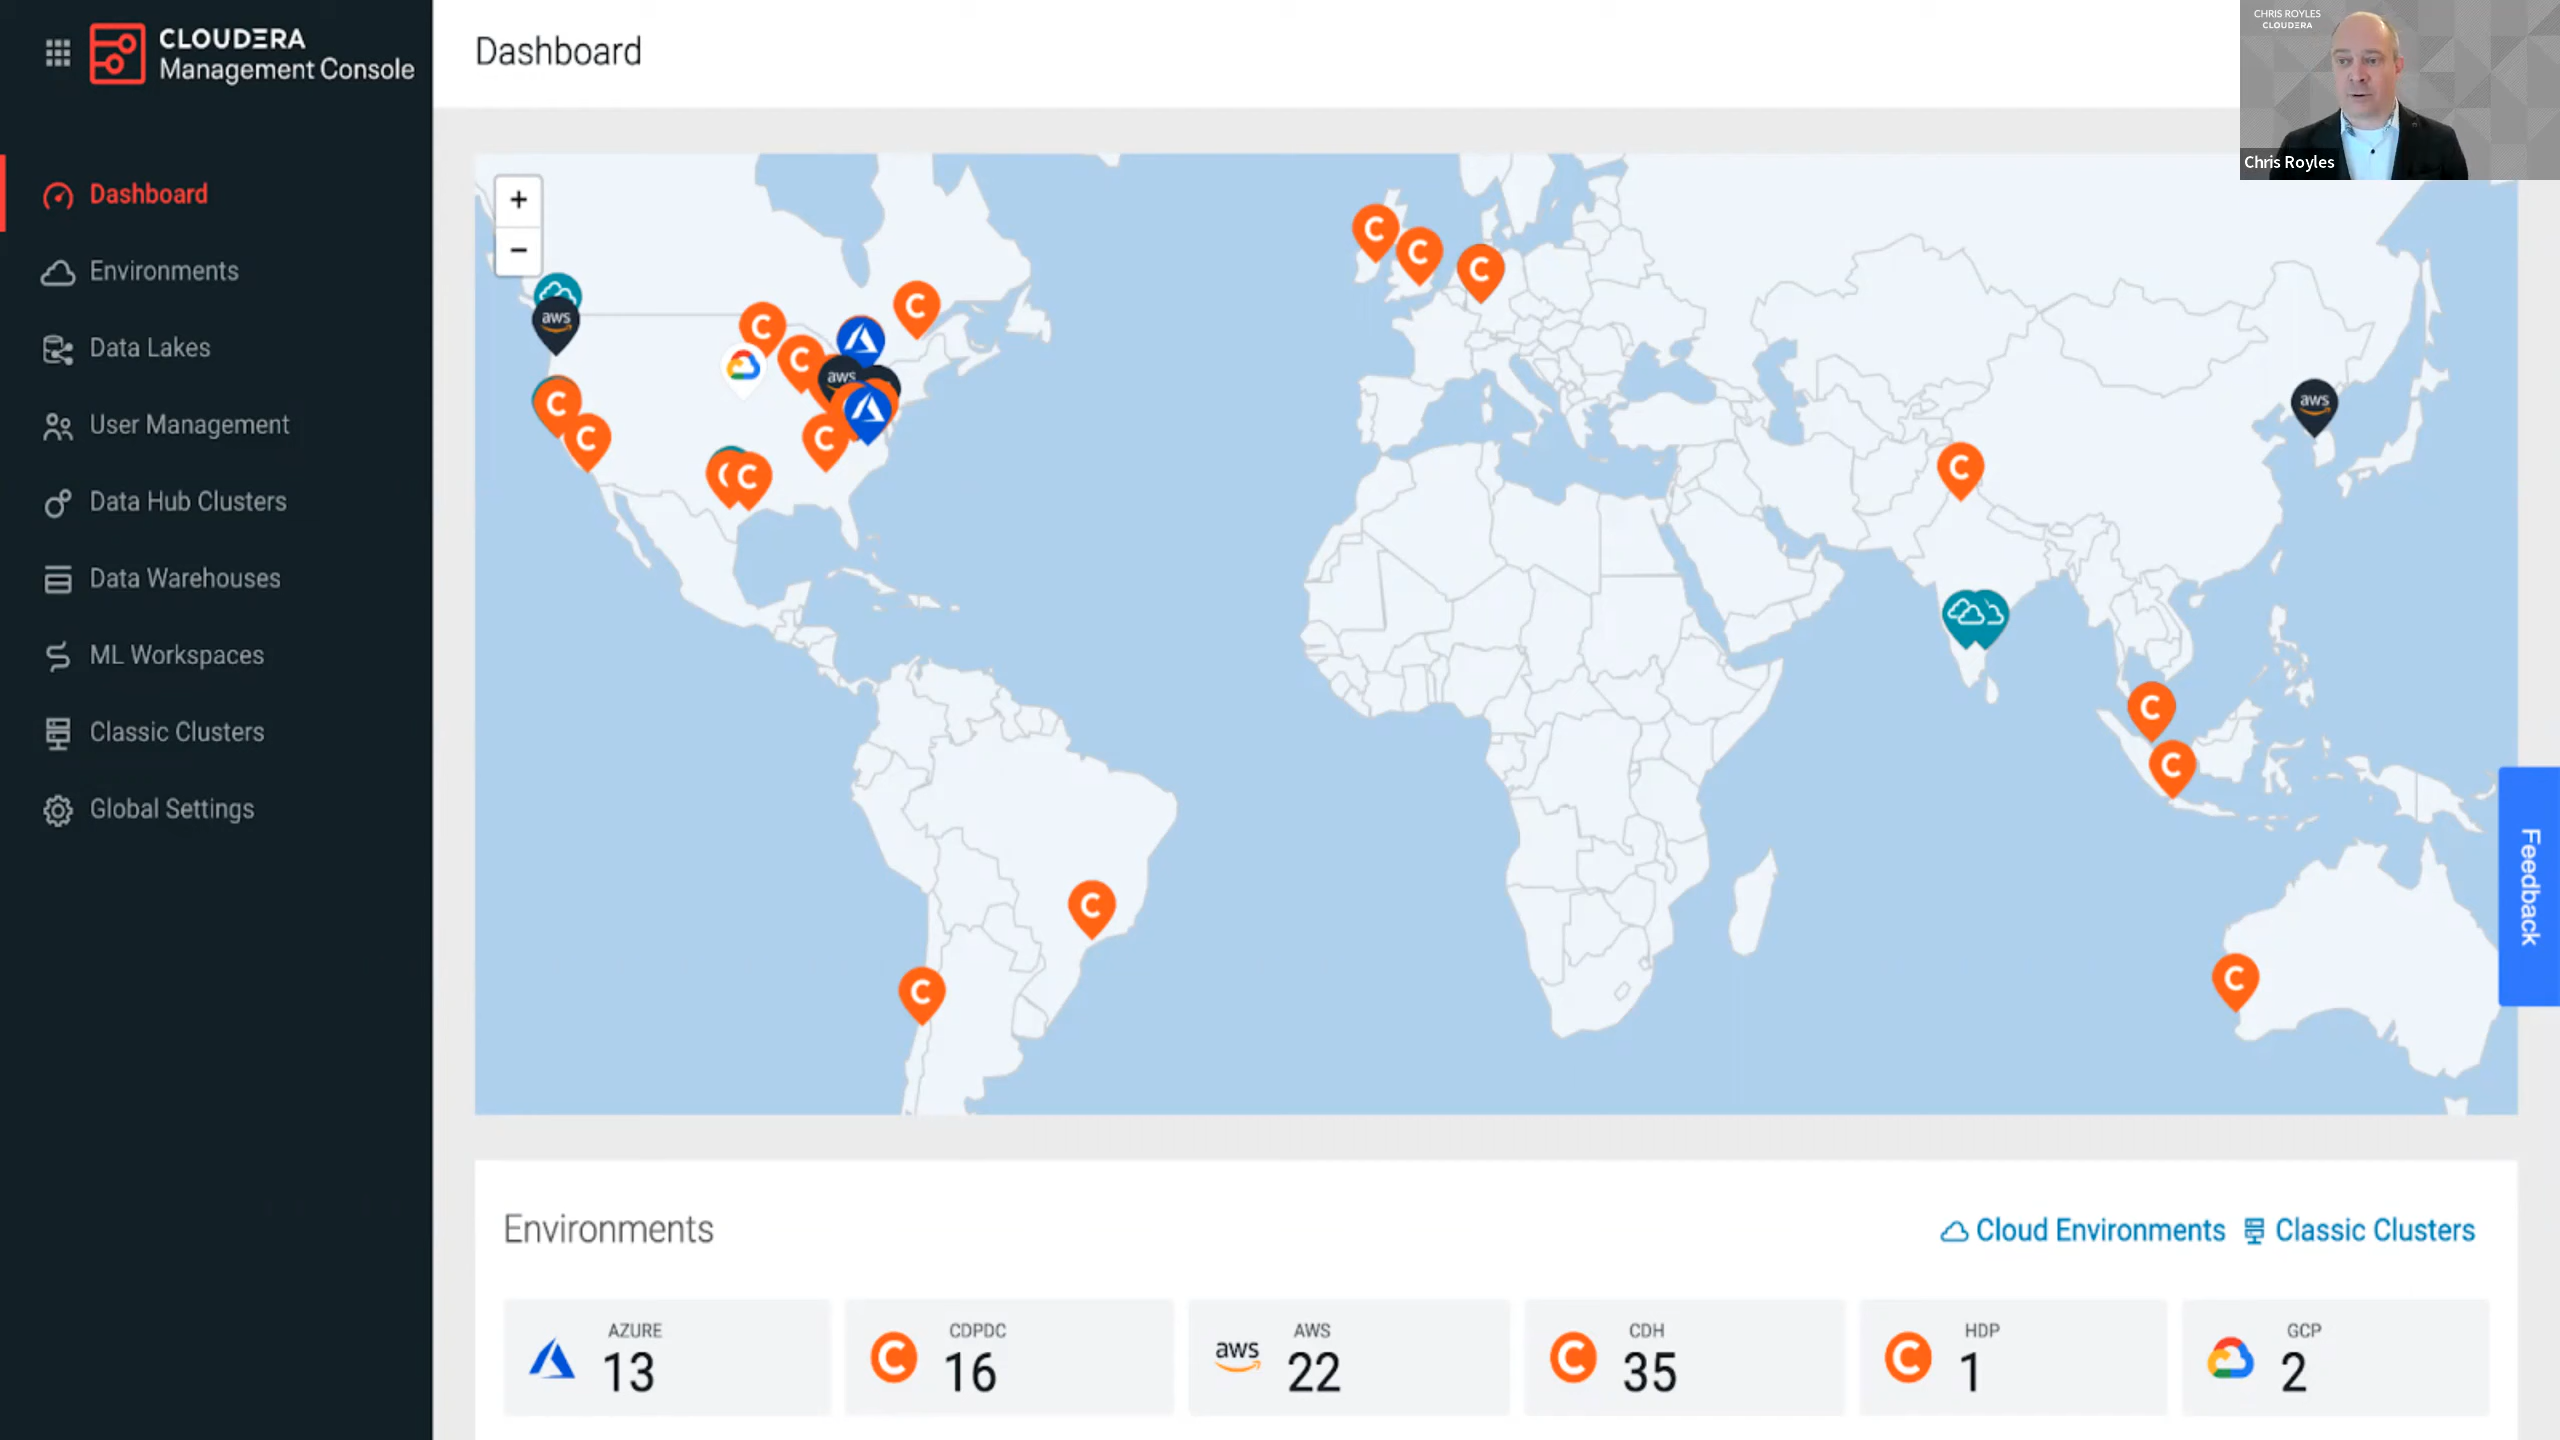 CLOUDERA
Management Console
Dashboard
Environments
Data Lakes
User Management
Data Hub Clusters
Data Warehouses
ML Workspaces
Classic Clusters
Global Settings
Dashboard
CHRIS ROYLES
CLOUDERA
Chris Royles
+
−
aws
C
C
C
C
C
aws
C
C
C
C
C
C
C
C
aws
C
C
C
C
C
C
Feedback
Environments
Cloud Environments
Classic Clusters
AZURE
13
C
CDPDC
16
aws
AWS
22
C
CDH
35
C
HDP
1
GCP
2